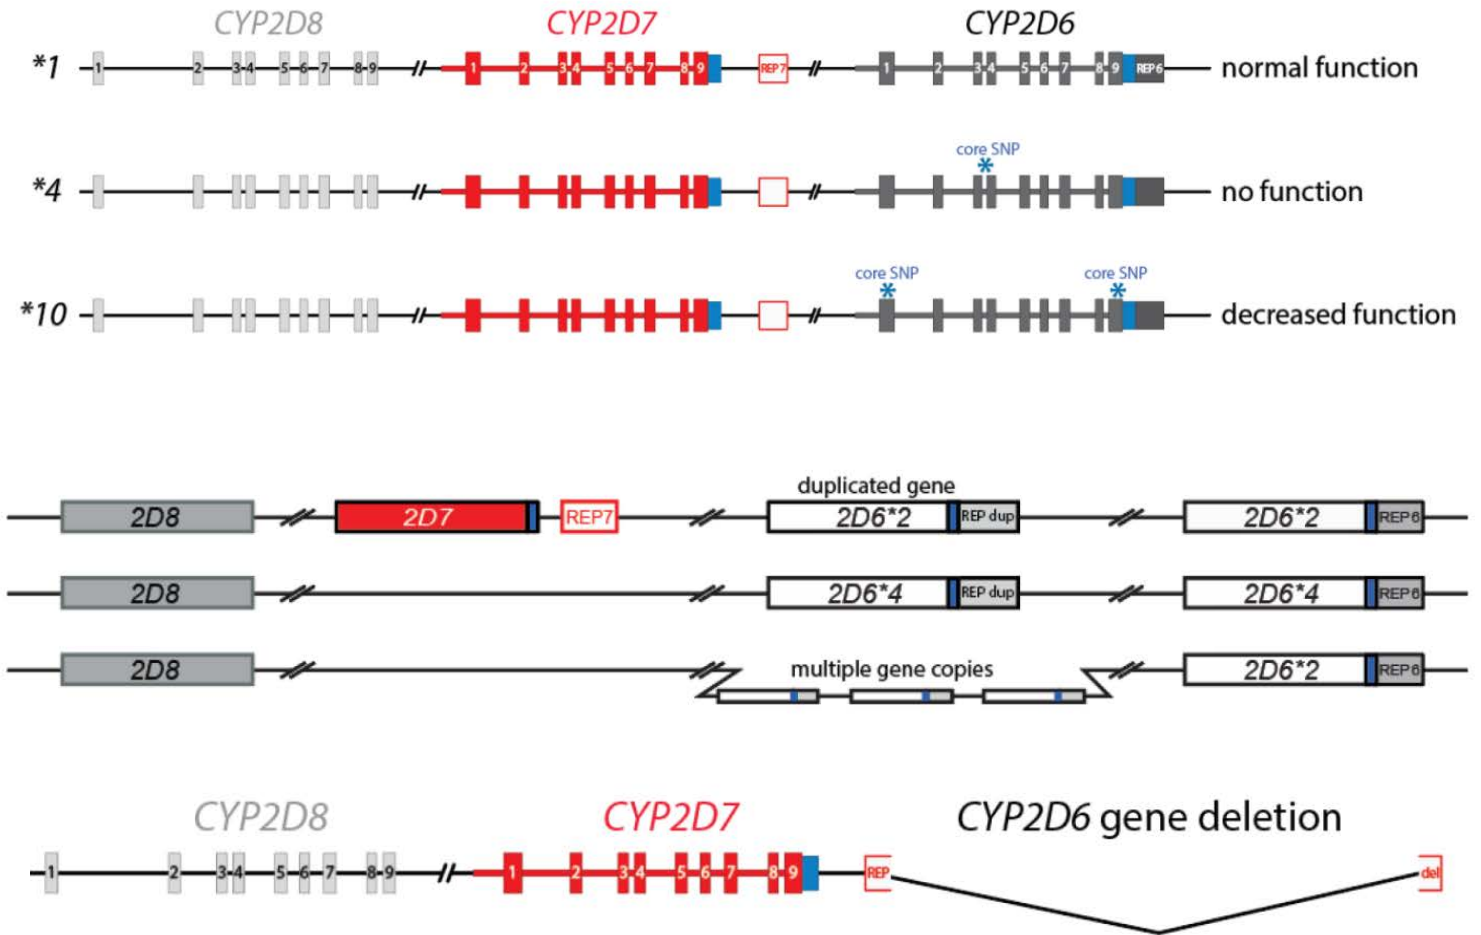 CYP2D8 CYP2D7 CYP2D6
*1 1 2 3 4 5 6 7 8 9 1 2 3 4 5 6 7 8 9 REP7 1 2 3 4 5 6 7 8 9 REP6 normal function
core SNP
*
*4 no function
core SNP core SNP
* *
*10 decreased function
duplicated gene
2D8 2D7 REP7 2D6*2 REP dup 2D6*2 REP6
2D8 2D6*4 REP dup 2D6*4 REP6
2D8 multiple gene copies 2D6*2 REP6
CYP2D8 CYP2D7 CYP2D6 gene deletion
1 2 3 4 5 6 7 8 9 1 2 3 4 5 6 7 8 9 REP del